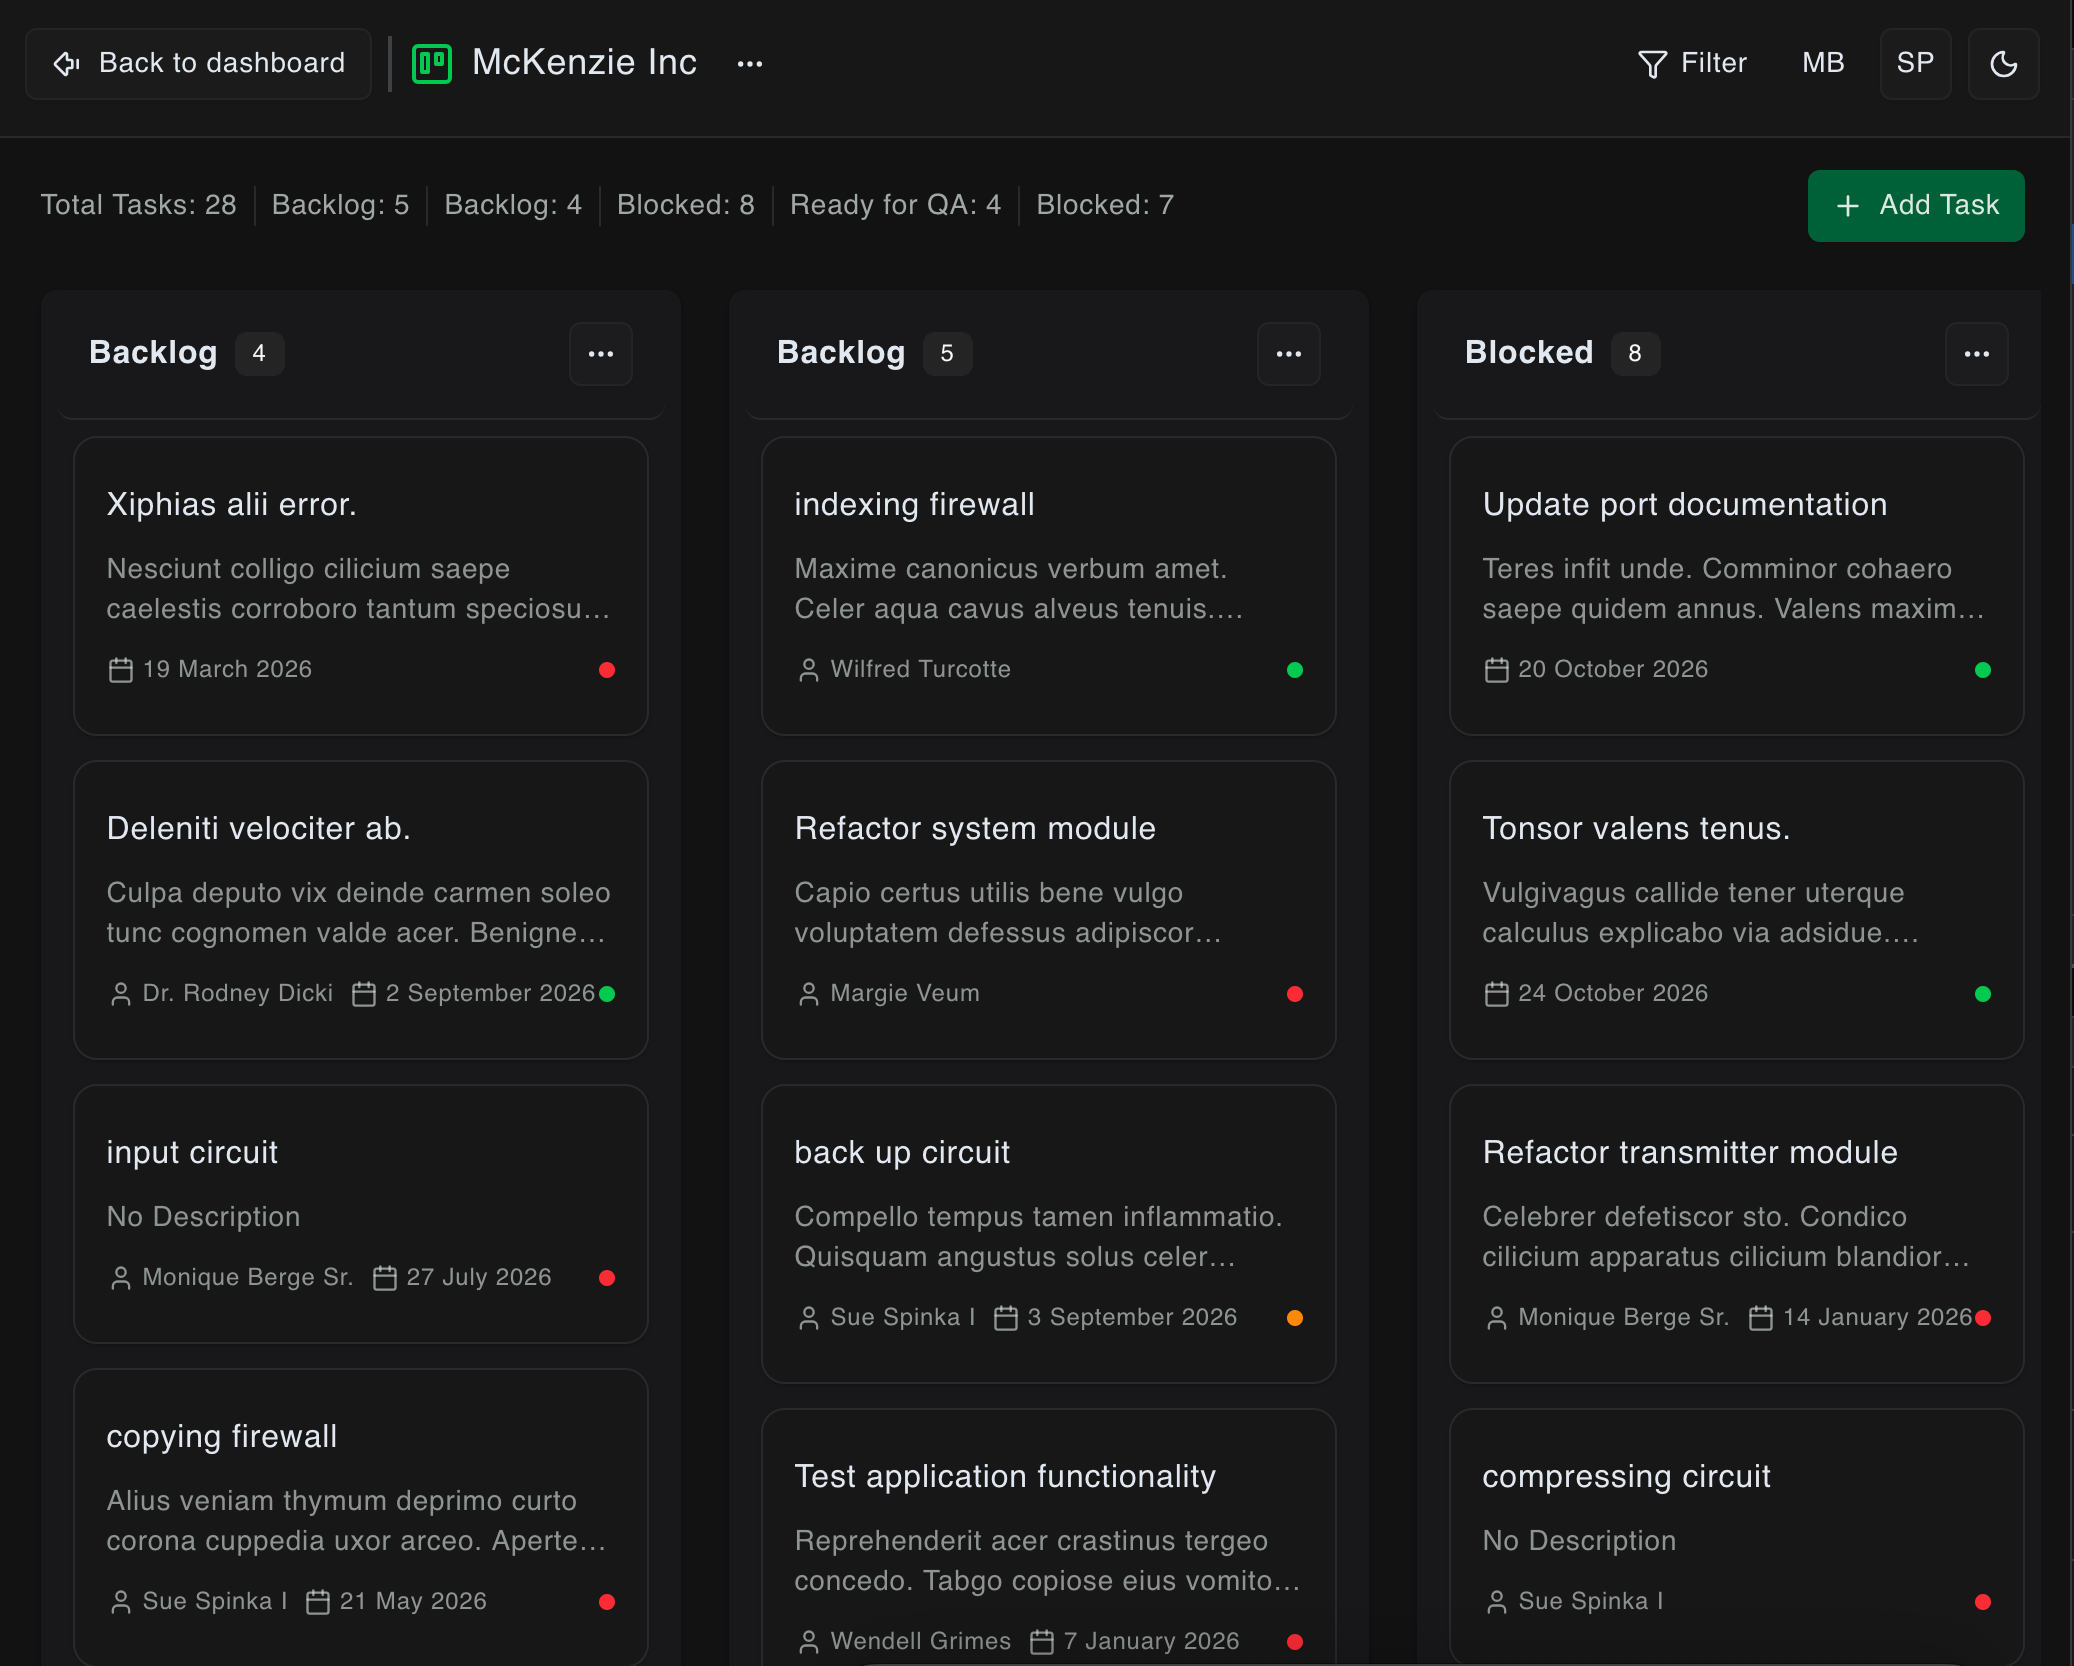 Back to dashboard
McKenzie Inc
Filter
MB
SP
Total Tasks: 28
Backlog: 5
Backlog: 4
Blocked: 8
Ready for QA: 4
Blocked: 7
Add Task
Backlog
4
Xiphias alii error.
Nesciunt colligo cilicium saepe
caelestis corroboro tantum speciosu...
19 March 2026
Deleniti velociter ab.
Culpa deputo vix deinde carmen soleo
tunc cognomen valde acer. Benigne...
Dr. Rodney Dicki
2 September 2026
input circuit
No Description
Monique Berge Sr.
27 July 2026
copying firewall
Alius veniam thymum deprimo curto
corona cuppedia uxor arceo. Aperte...
Sue Spinka I
21 May 2026
Backlog
5
indexing firewall
Maxime canonicus verbum amet.
Celer aqua cavus alveus tenuis....
Wilfred Turcotte
Refactor system module
Capio certus utilis bene vulgo
voluptatem defessus adipiscor...
Margie Veum
back up circuit
Compello tempus tamen inflammatio.
Quisquam angustus solus celer...
Sue Spinka I
3 September 2026
Test application functionality
Reprehenderit acer crastinus tergeo
concedo. Tabgo copiose eius vomito...
Wendell Grimes
7 January 2026
Blocked
8
Update port documentation
Teres infit unde. Comminor cohaero
saepe quidem annus. Valens maxim...
20 October 2026
Tonsor valens tenus.
Vulgivagus callide tener uterque
calculus explicabo via adsidue....
24 October 2026
Refactor transmitter module
Celebrer defetiscor sto. Condico
cilicium apparatus cilicium blandior...
Monique Berge Sr.
14 January 2026
compressing circuit
No Description
Sue Spinka I